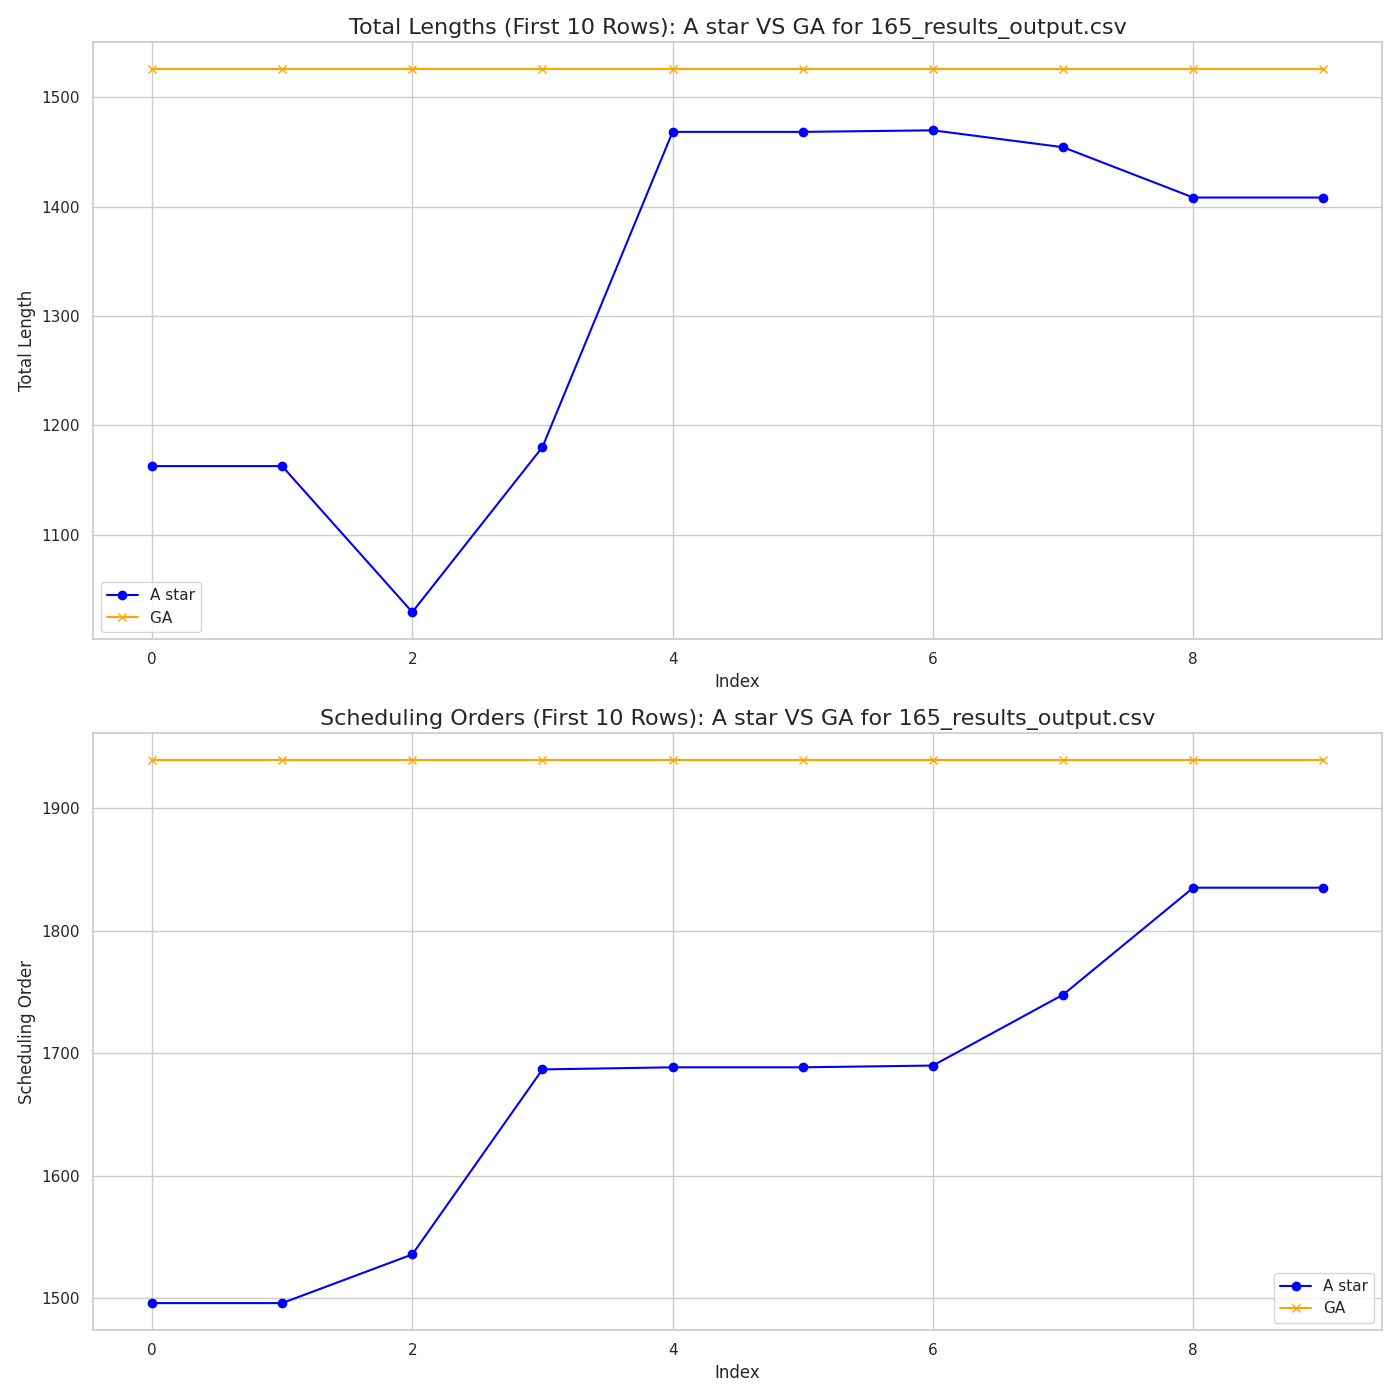 Total Lengths (First 10 Rows): A star VS GA for 165_results_output.csv
1500
1400
1300
1200
1100
Total Length
A star
GA
0 2 4 6 8
Index
Scheduling Orders (First 10 Rows): A star VS GA for 165_results_output.csv
1900
1800
1700
1600
1500
Scheduling Order
A star
GA
0 2 4 6 8
Index